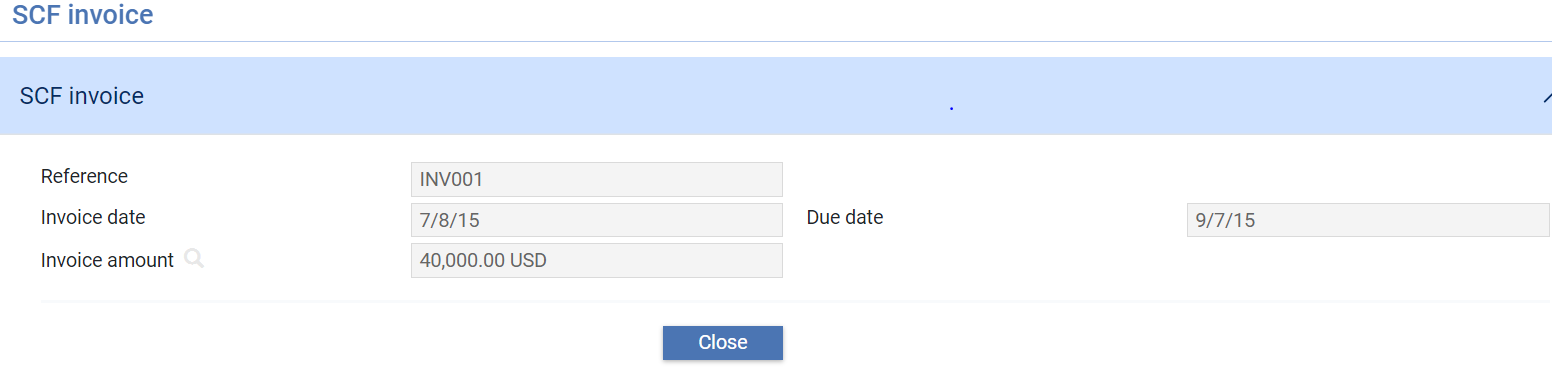 SCF invoice
SCF invoice
Reference INV001
Invoice date 7/8/15 Due date 9/7/15
Invoice amount 40,000.00 USD
Close